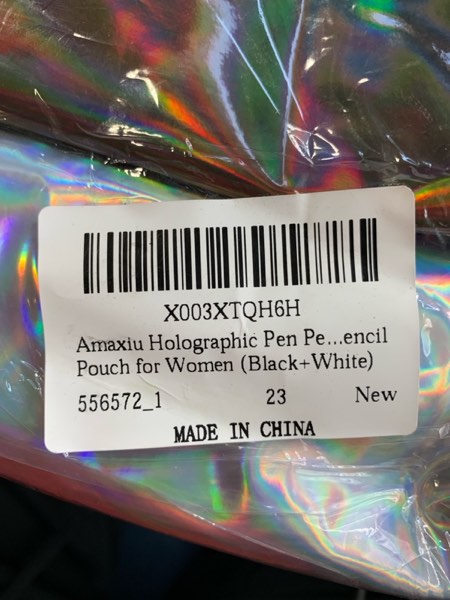 X003XTQH6H
Amaxiu Holographic Pen Pe...encil
Pouch for Women (Black+White)
556572_1 23 New
MADE IN CHINA